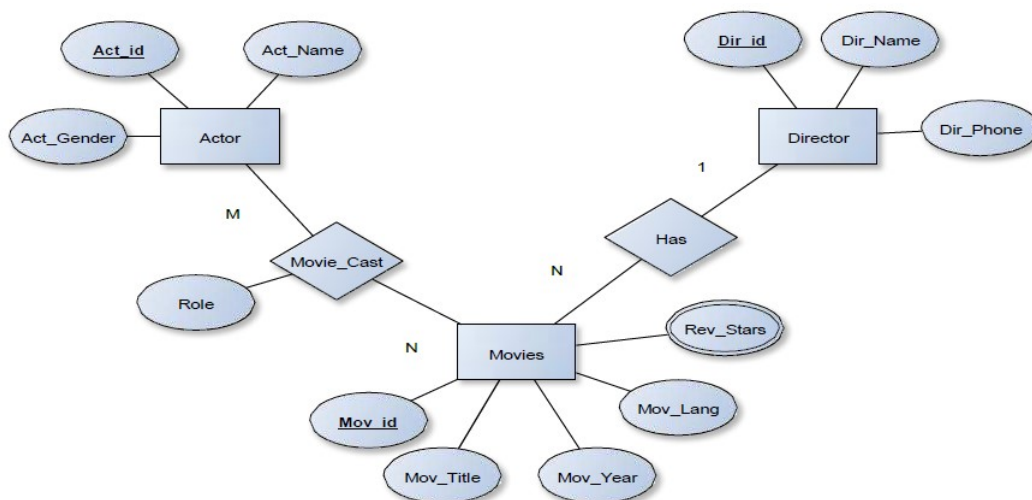 Act_id
Act_Name
Dir_id
Dir_Name
Act_Gender
Actor
Director
Dir_Phone
1
M
Has
Movie_Cast
N
Role
Rev_Stars
N
Movies
Mov_Lang
Mov_id
Mov_Title
Mov_Year